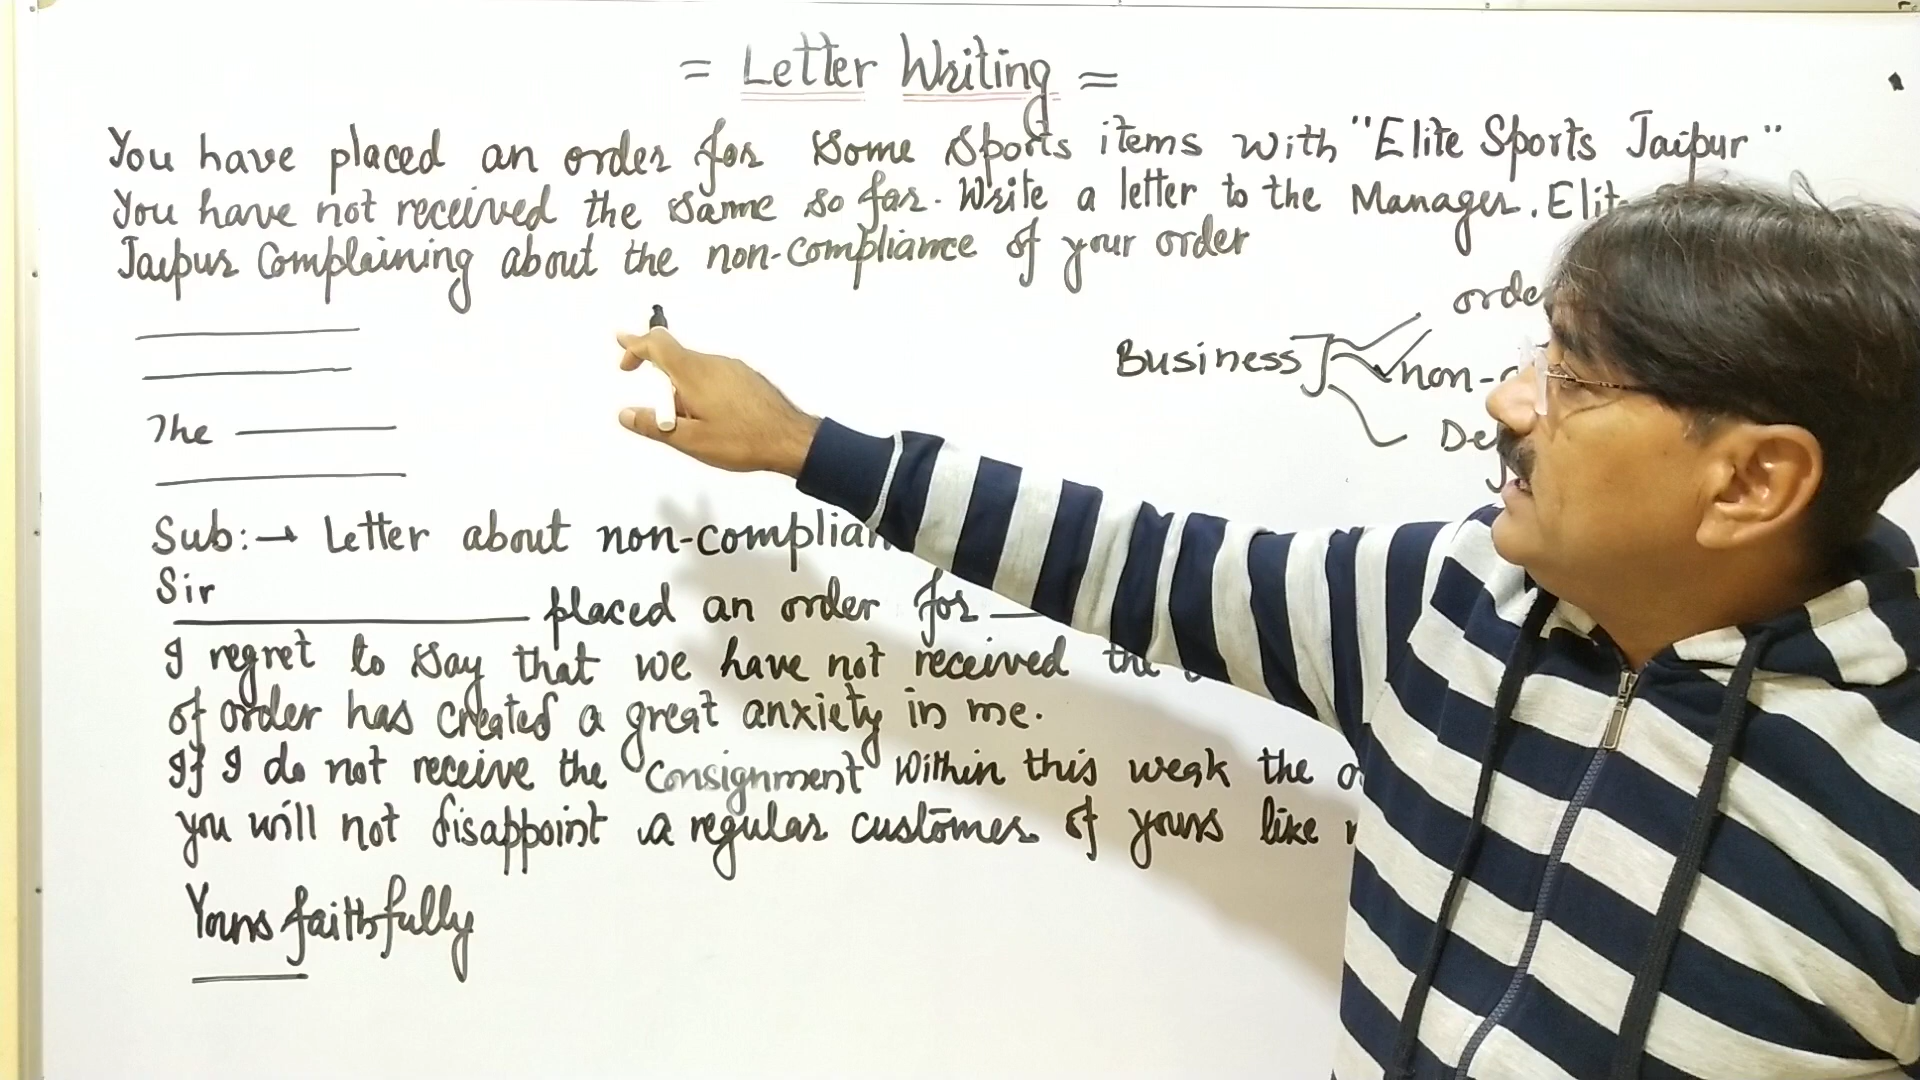 = Letter Writing =
You have placed an order for some sports items with "Elite Sports Jaipur"
You have not received the same so far. Write a letter to the Manager. Elit
Jaipur Complaining about the non-compliance of your order
orde
Business
non-
De
The
Sub:→ Letter about non-complian
Sir
placed an order for
I regret to say that we have not received the
of order has created a great anxiety in me.
If I do not receive the consignment within this weak the
you will not disappoint a regular customer of yours like
Yours faithfully